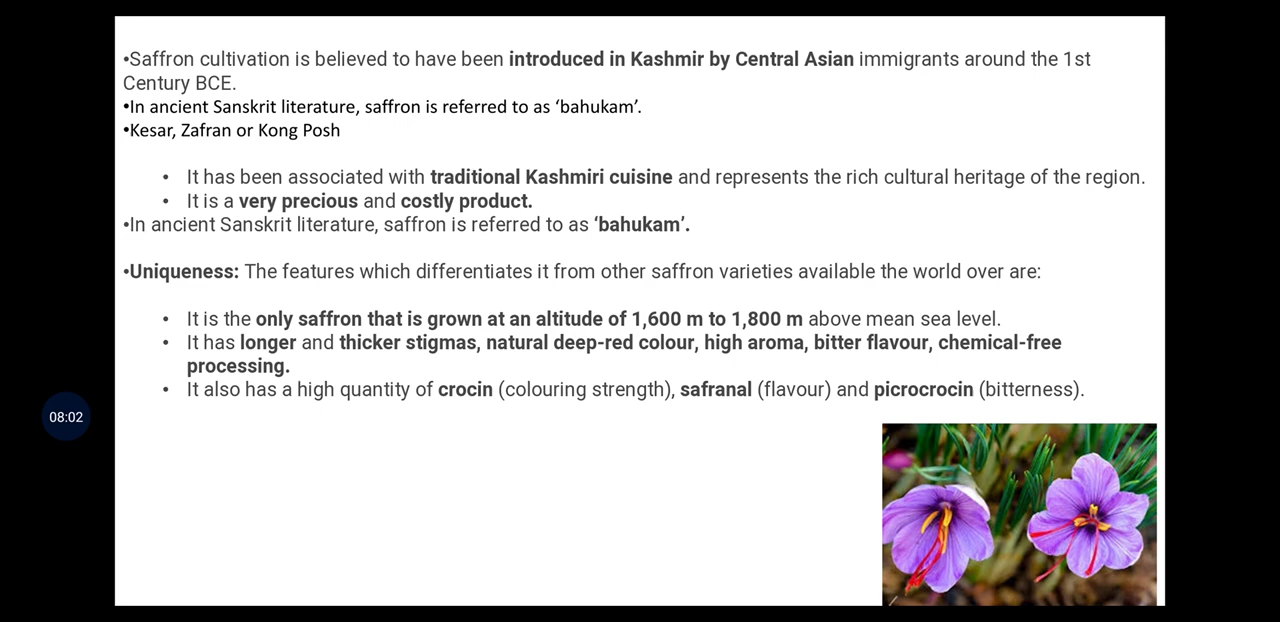 •Saffron cultivation is believed to have been introduced in Kashmir by Central Asian immigrants around the 1st
Century BCE.
•In ancient Sanskrit literature, saffron is referred to as ‘bahukam’.
•Kesar, Zafran or Kong Posh
• It has been associated with traditional Kashmiri cuisine and represents the rich cultural heritage of the region.
• It is a very precious and costly product.
•In ancient Sanskrit literature, saffron is referred to as ‘bahukam’.
•Uniqueness: The features which differentiates it from other saffron varieties available the world over are:
• It is the only saffron that is grown at an altitude of 1,600 m to 1,800 m above mean sea level.
• It has longer and thicker stigmas, natural deep-red colour, high aroma, bitter flavour, chemical-free
processing.
• It also has a high quantity of crocin (colouring strength), safranal (flavour) and picrocrocin (bitterness).
08:02